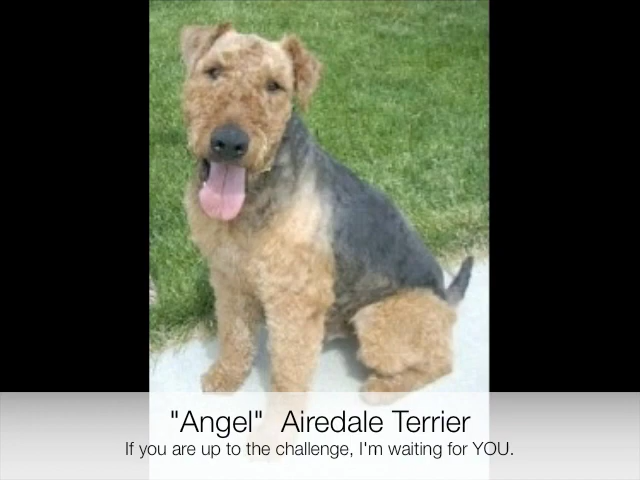 "Angel" Airedale Terrier
If you are up to the challenge, I'm waiting for YOU.